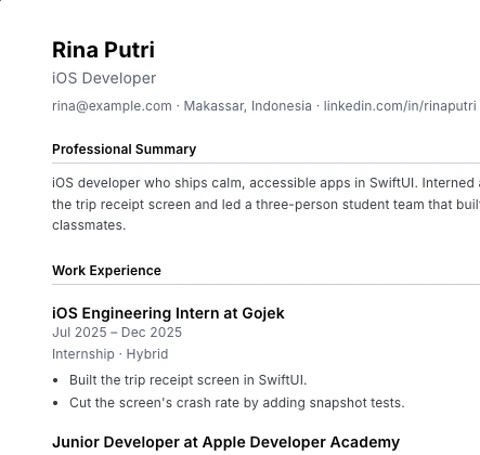 Rina Putri
iOS Developer
rina@example.com · Makassar, Indonesia · linkedin.com/in/rinaputri
Professional Summary
iOS developer who ships calm, accessible apps in SwiftUI. Interned
the trip receipt screen and led a three-person student team that
classmates.
Work Experience
iOS Engineering Intern at Gojek
Jul 2025 – Dec 2025
Internship · Hybrid
• Built the trip receipt screen in SwiftUI.
• Cut the screen's crash rate by adding snapshot tests.
Junior Developer at Apple Developer Academy